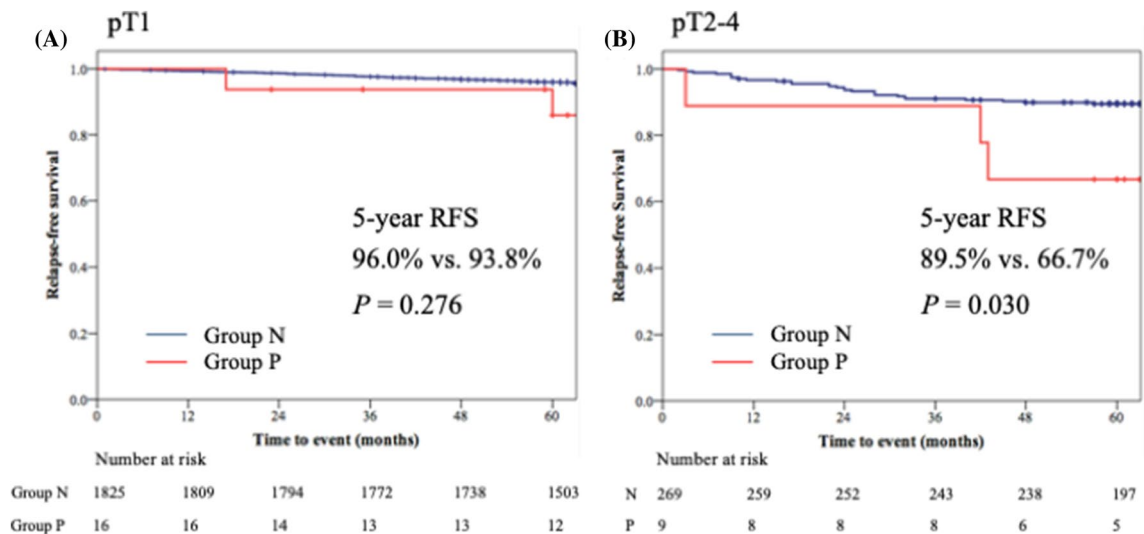 (A)
pT1
1.0
0.8
0.6
0.4
0.2
0.0
Relapse-free survival
5-year RFS
96.0% vs. 93.8%
P = 0.276
Group N
Group P
0 12 24 36 48 60
Time to event (months)
Number at risk
Group N 1825 1809 1794 1772 1738 1503
Group P 16 16 14 13 13 12
(B)
pT2-4
1.0
0.8
0.6
0.4
0.2
0.0
Relapse-free Survival
5-year RFS
89.5% vs. 66.7%
P = 0.030
Group N
Group P
0 12 24 36 48 60
Time to event (months)
Number at risk
N 269 259 252 243 238 197
P 9 8 8 8 6 5